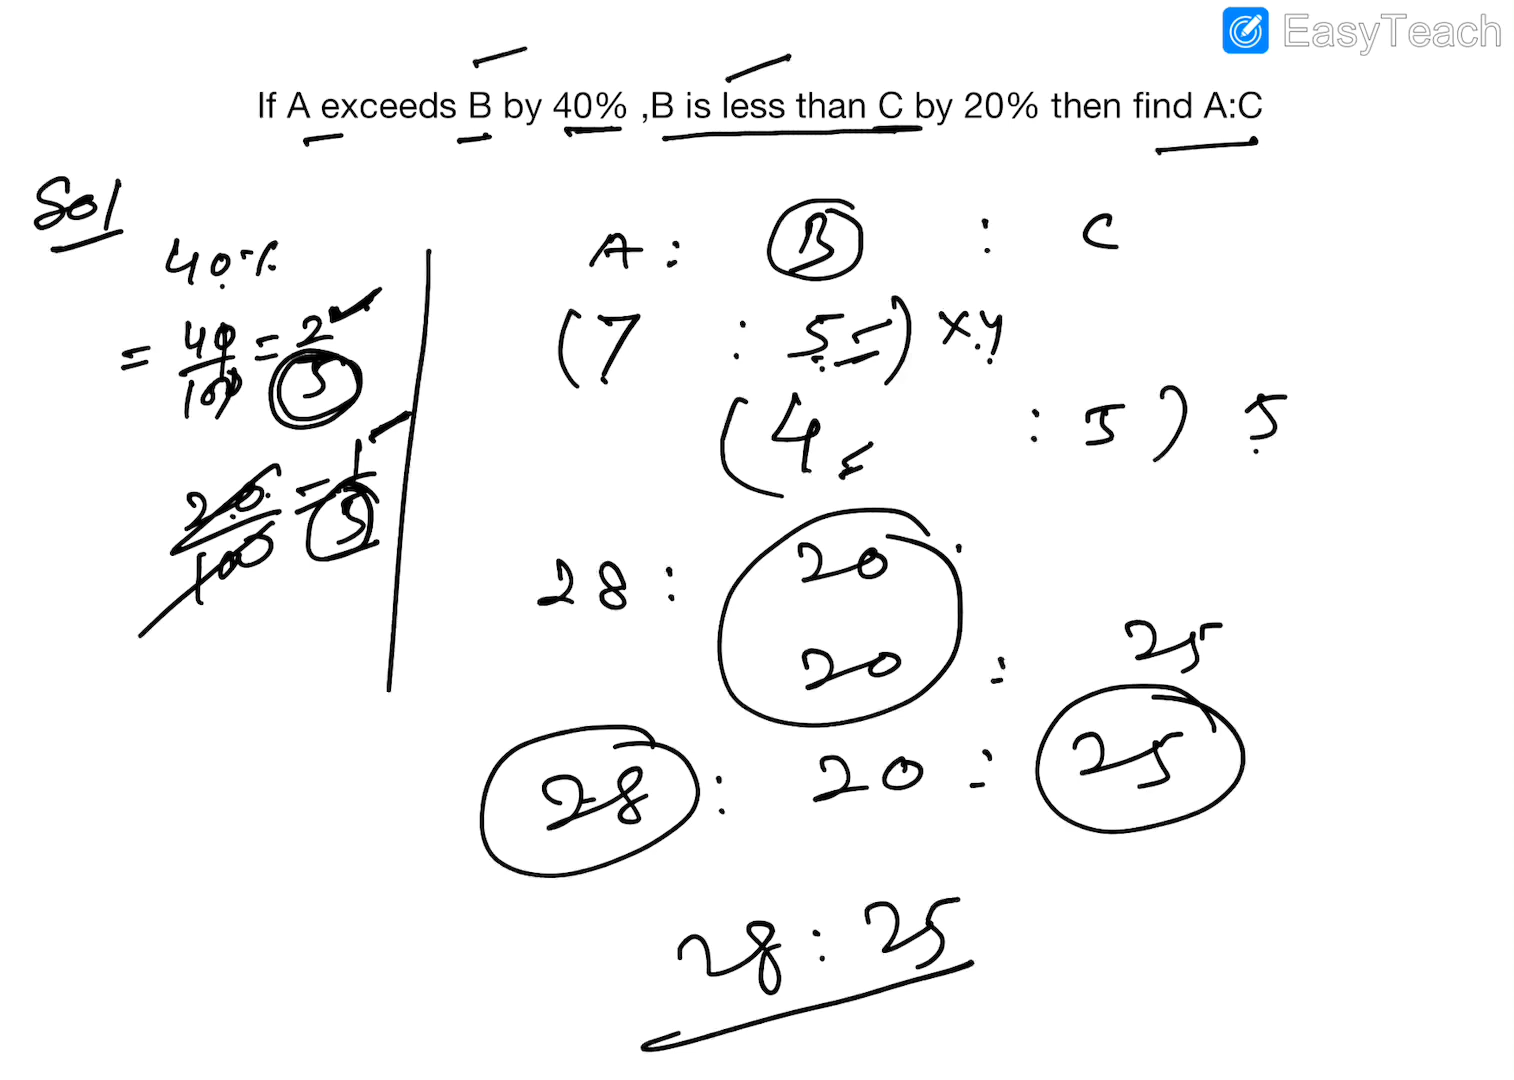 EasyTeach
If A exceeds B by 40% ,B is less than C by 20% then find A:C
Sol
40%
= 40/100 = 2/5
20/100 = 1/5
A : B : C
(7 : 5) x 4
(4 : 5) 5
28 : 20
20 : 25
28 : 20 : 25
28 : 25